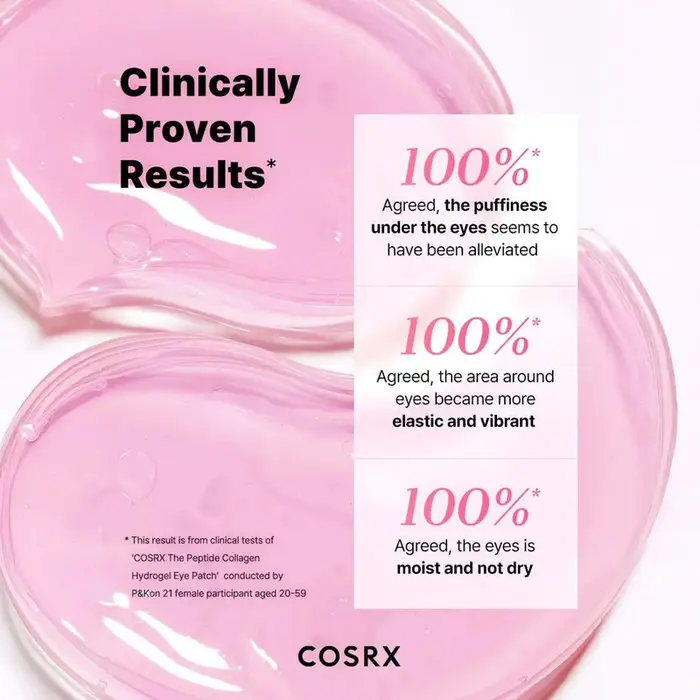 Clinically
Proven
Results*
100%*
Agreed, the puffiness
under the eyes seems to
have been alleviated
100%*
Agreed, the area around
eyes became more
elastic and vibrant
100%*
Agreed, the eyes is
moist and not dry
* This result is from clinical tests of
'COSRX The Peptide Collagen
Hydrogel Eye Patch' conducted by
P&Kon 21 female participant aged 20-59
COSRX